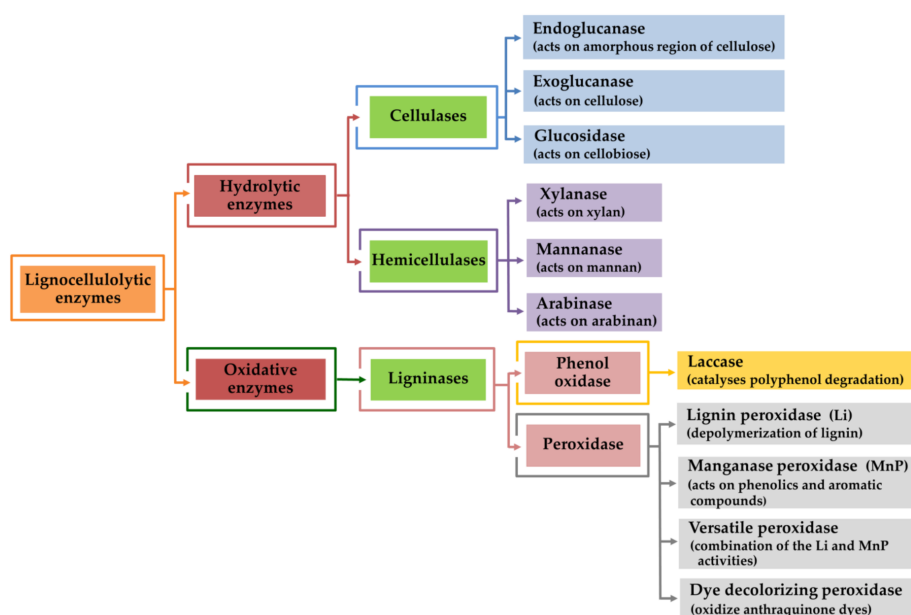 Endoglucanase
(acts on amorphous region of cellulose)
Exoglucanase
(acts on cellulose)
Cellulases
Glucosidase
(acts on cellobiose)
Hydrolytic
enzymes
Xylanase
(acts on xylan)
Hemicellulases
Mannanase
(acts on mannan)
Lignocellulolytic
enzymes
Arabinase
(acts on arabinan)
Oxidative
enzymes
Ligninases
Phenol
oxidase
Laccase
(catalyses polyphenol degradation)
Peroxidase
Lignin peroxidase (Li)
(depolymerization of lignin)
Manganase peroxidase (MnP)
(acts on phenolics and aromatic
compounds)
Versatile peroxidase
(combination of the Li and MnP
activities)
Dye decolorizing peroxidase
(oxidize anthraquinone dyes)